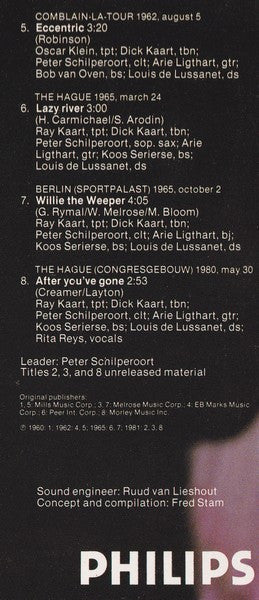 COMBLAIN-LA-TOUR 1962, august 5
5. Eccentric 3:20
(Robinson)
Oscar Klein, tpt; Dick Kaart, tbn;
Peter Schilperoort, clt; Arie Ligthart, gtr;
Bob van Oven, bs; Louis de Lussanet, ds
THE HAGUE 1965, march 24
6. Lazy river 3:00
(H. Carmichael/S. Arodin)
Ray Kaart, tpt; Dick Kaart, tbn;
Peter Schilperoort, sop. sax; Arie
Ligthart, gtr; Koos Serierse, bs;
Louis de Lussanet, ds
BERLIN (SPORTPALAST) 1965, october 2
7. Willie the Weeper 4:05
(G. Rymal/W. Melrose/M. Bloom)
Ray Kaart, tpt; Dick Kaart, tbn;
Peter Schilperoort, clt; Arie Ligthart, bj;
Koos Serierse, bs; Louis de Lussanet, ds
THE HAGUE (CONGRESGEBOUW) 1980, may 30
8. After you've gone 2:53
(Creamer/Layton)
Ray Kaart, tpt; Dick Kaart, tbn;
Peter Schilperoort, clt; Arie Ligthart, gtr;
Koos Serierse, bs; Louis de Lussanet, ds;
Rita Reys, vocals
Leader: Peter Schilperoort
Titles 2, 3, and 8 unreleased material
Original publishers:
1, 5: Mills Music Corp.; 3, 7: Melrose Music Corp.; 4: EB Marks Music
Corp.; 6: Peer Int. Corp.; 8: Morley Music Inc.
℗ 1960: 1; 1962: 4, 5; 1965: 6, 7; 1981: 2, 3, 8
Sound engineer: Ruud van Lieshout
Concept and compilation: Fred Stam
PHILIPS